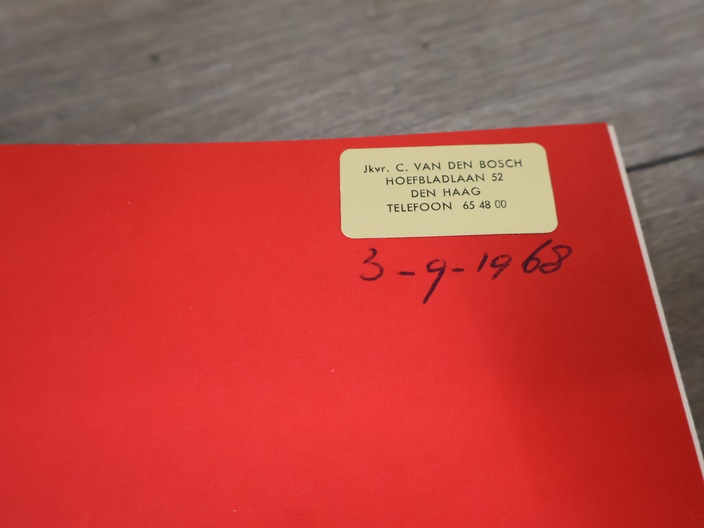 Jkvr. C. VAN DEN BOSCH
HOEFBLADLAAN 52
DEN HAAG
TELEFOON 65 48 00
3-9-1968